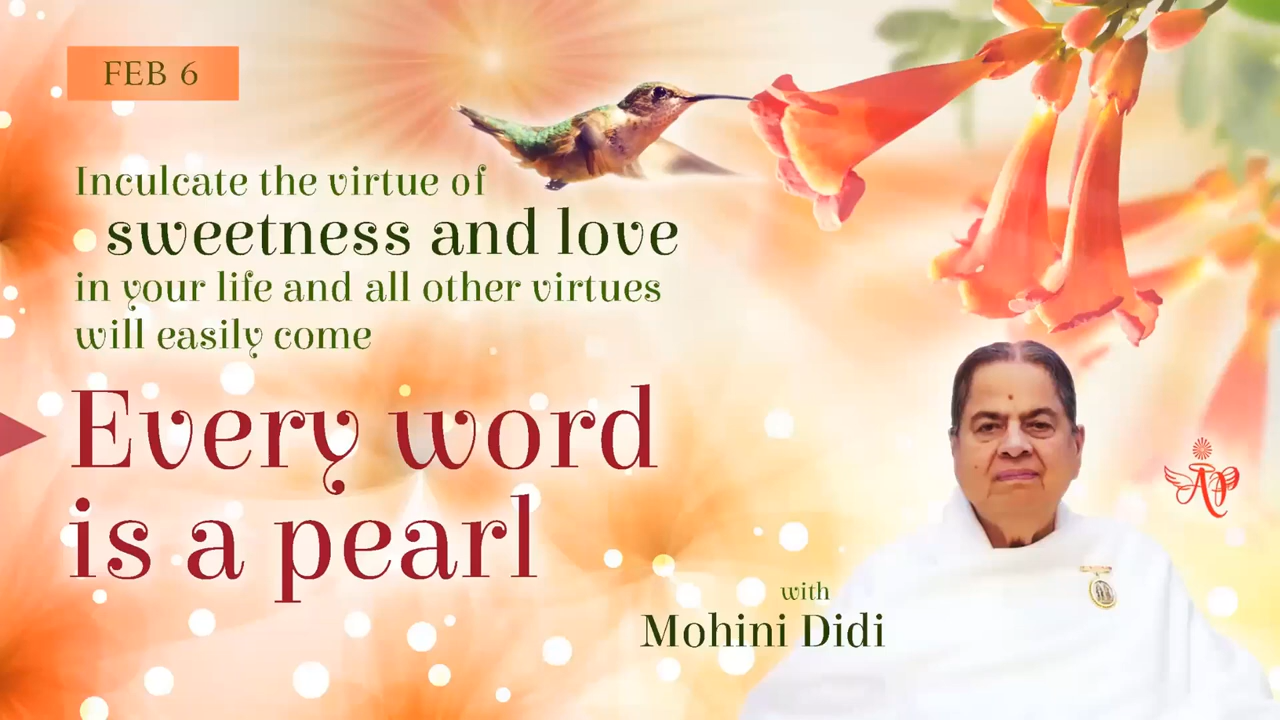 FEB 6
Inculcate the virtue of
sweetness and love
in your life and all other virtues
will easily come
Every word
is a pearl
with
Mohini Didi